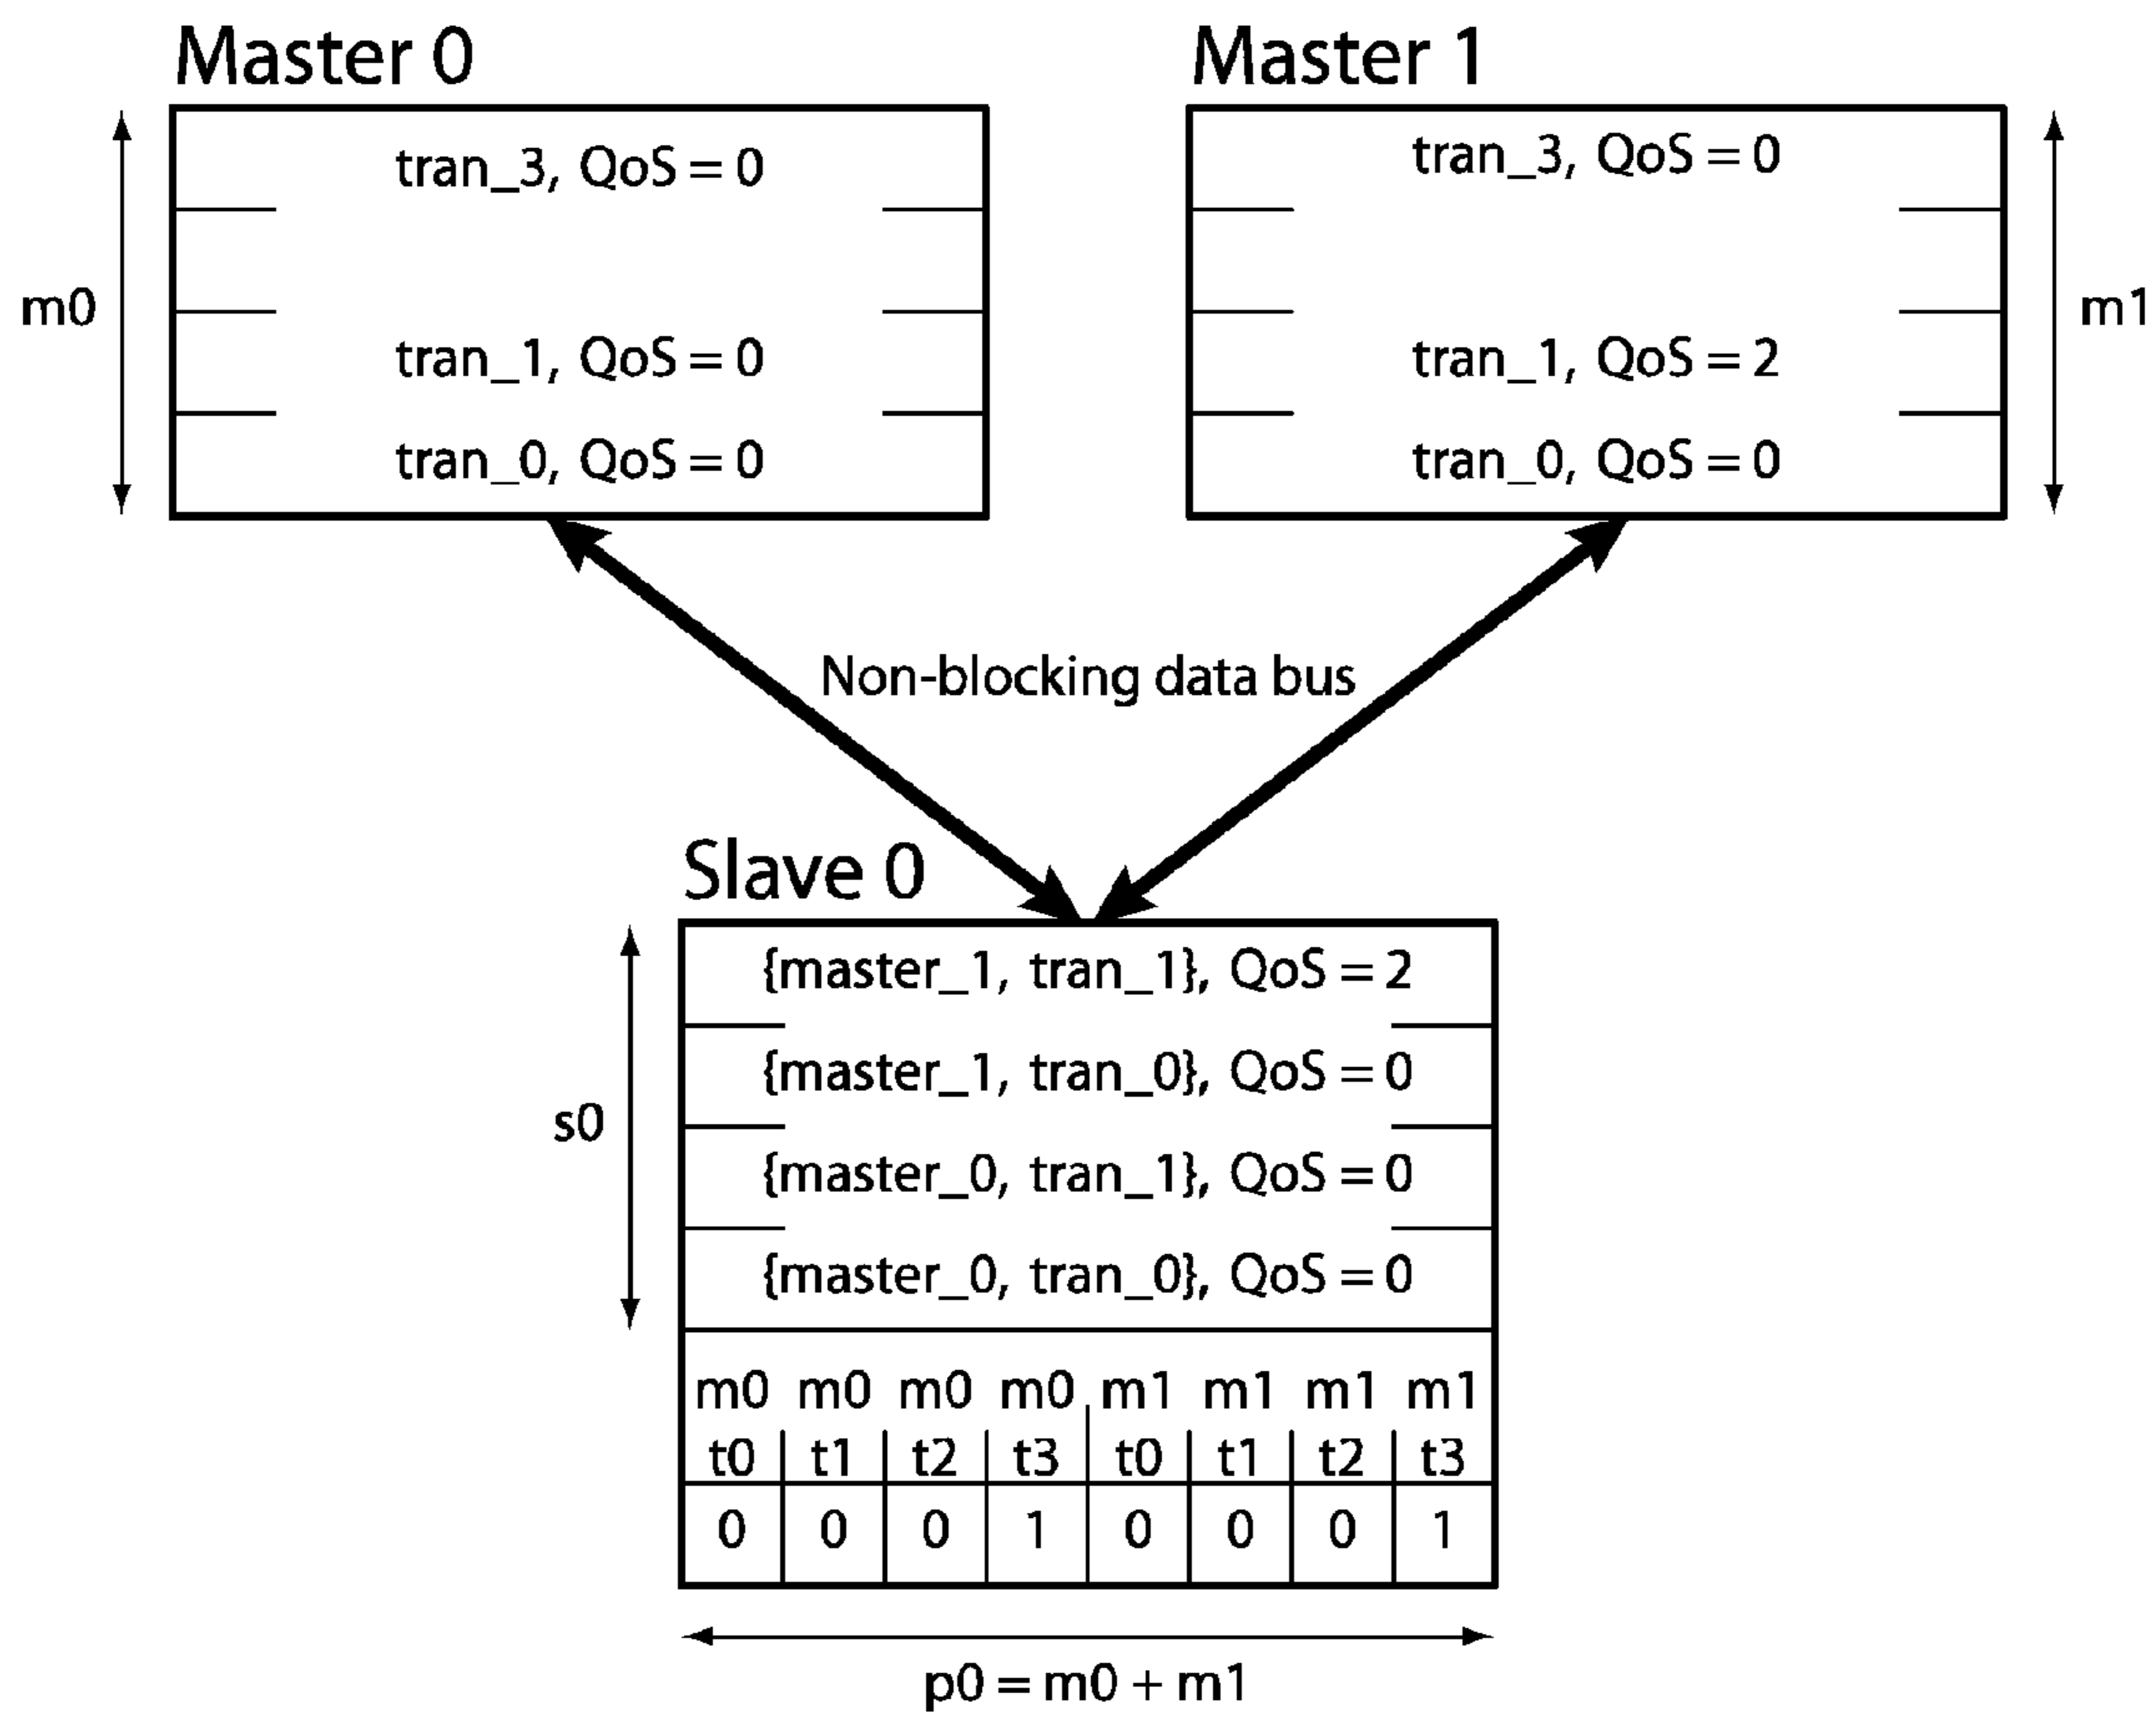 Master 0
Master 1
tran_3, QoS = 0
tran_1, QoS = 0
tran_0, QoS = 0
m0
tran_3, QoS = 0
tran_1, QoS = 2
tran_0, QoS = 0
m1
Non-blocking data bus
Slave 0
{master_1, tran_1}, QoS = 2
{master_1, tran_0}, QoS = 0
{master_0, tran_1}, QoS = 0
{master_0, tran_0}, QoS = 0
s0
m0 m0 m0 m0 m1 m1 m1 m1
t0 t1 t2 t3 t0 t1 t2 t3
0 0 0 1 0 0 0 1
p0 = m0 + m1